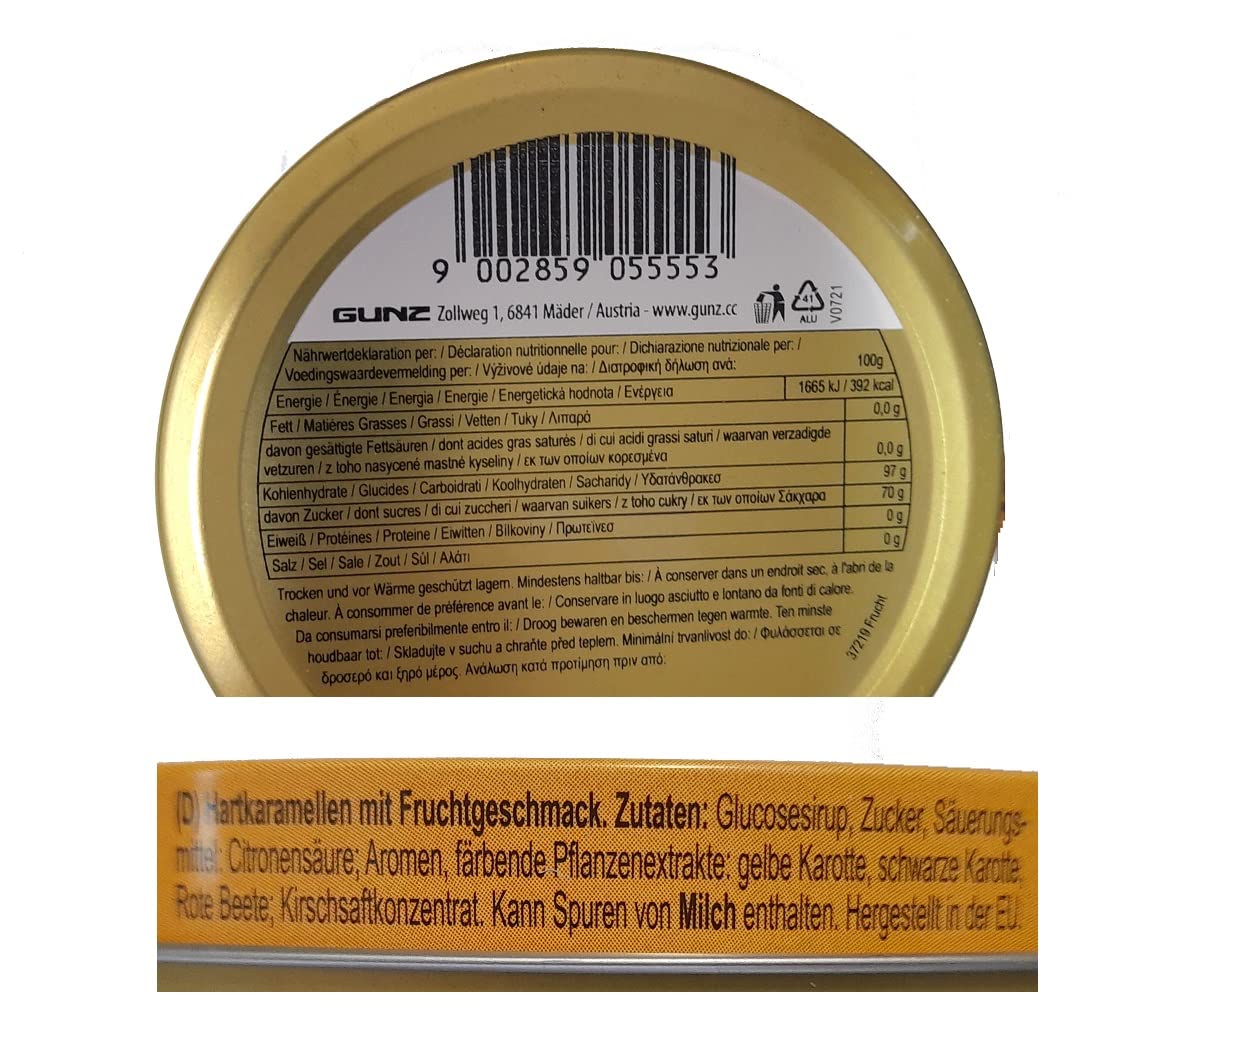 9 002859 055553
GUNZ Zollweg 1, 6841 Mäder / Austria - www.gunz.cc
41
ALU
V0721
Nährwertdeklaration per: / Déclaration nutritionnelle pour: / Dichiarazione nutrizionale per: /
Voedingswaardevermelding per: / Výživové údaje na: / Διατροφική δήλωση ανά: 100g
Energie / Énergie / Energia / Energie / Energetická hodnota / Ενέργεια 1665 kJ / 392 kcal
Fett / Matières Grasses / Grassi / Vetten / Tuky / Λιπαρά 0,0 g
davon gesättigte Fettsäuren / dont acides gras saturés / di cui acidi grassi saturi / waarvan verzadigde
vetzuren / z toho nasycené mastné kyseliny / εκ των οποίων κορεσμένα 0,0 g
Kohlenhydrate / Glucides / Carboidrati / Koolhydraten / Sacharidy / Υδατάνθρακεσ 97 g
davon Zucker / dont sucres / di cui zuccheri / waarvan suikers / z toho cukry / εκ των οποίων Σάκχαρα 70 g
Eiweiß / Protéines / Proteine / Eiwitten / Bílkoviny / Πρωτεϊνεσ 0 g
Salz / Sel / Sale / Zout / Sůl / Αλάτι 0 g
Trocken und vor Wärme geschützt lagern. Mindestens haltbar bis: / À conserver dans un endroit sec, à l'abri de la
chaleur. À consommer de préférence avant le: / Conservare in luogo asciutto e lontano da fonti di calore.
Da consumarsi preferibilmente entro il: / Droog bewaren en beschermen tegen warmte. Ten minste
houdbaar tot: / Skladujte v suchu a chraňte před teplem. Minimální trvanlivost do: / Φυλάσσεται σε
δροσερό και ξηρό μέρος. Ανάλωση κατά προτίμηση πριν από:
37219 Frucht
(D) Hartkaramellen mit Fruchtgeschmack. Zutaten: Glucosesirup, Zucker, Säuerungs-
mittel: Citronensäure; Aromen, färbende Pflanzenextrakte: gelbe Karotte, schwarze Karotte,
Rote Beete; Kirschsaftkonzentrat. Kann Spuren von Milch enthalten. Hergestellt in der EU.